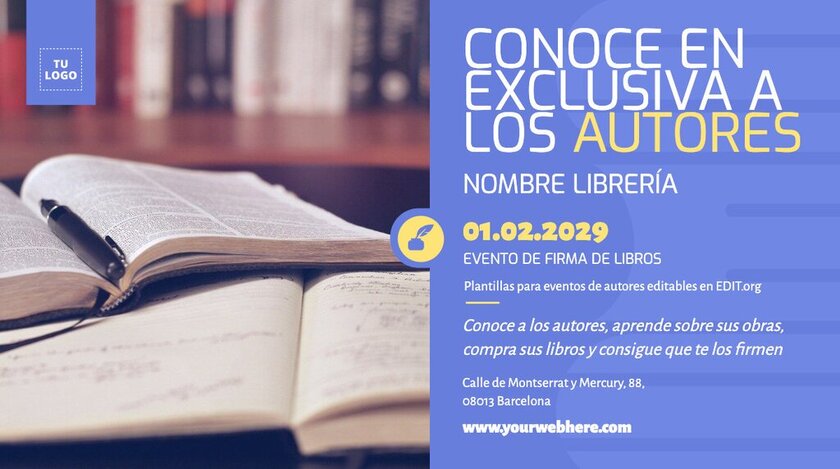 TU
LOGO
CONOCE EN
EXCLUSIVA A
LOS AUTORES
NOMBRE LIBRERÍA
01.02.2029
EVENTO DE FIRMA DE LIBROS
Plantillas para eventos de autores editables en EDIT.org
Conoce a los autores, aprende sobre sus obras,
compra sus libros y consigue que te los firmen
Calle de Montserrat y Mercury, 88,
08013 Barcelona
www.yourwebhere.com